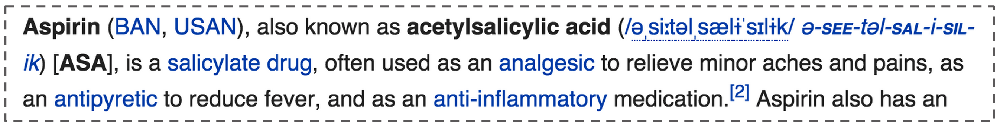 Aspirin (BAN, USAN), also known as acetylsalicylic acid (/əˌsiːtəlˌsælɨˈsɪlɨk/ ə-SEE-təl-SAL-i-SIL-
ik) [ASA], is a salicylate drug, often used as an analgesic to relieve minor aches and pains, as
an antipyretic to reduce fever, and as an anti-inflammatory medication.[2] Aspirin also has an